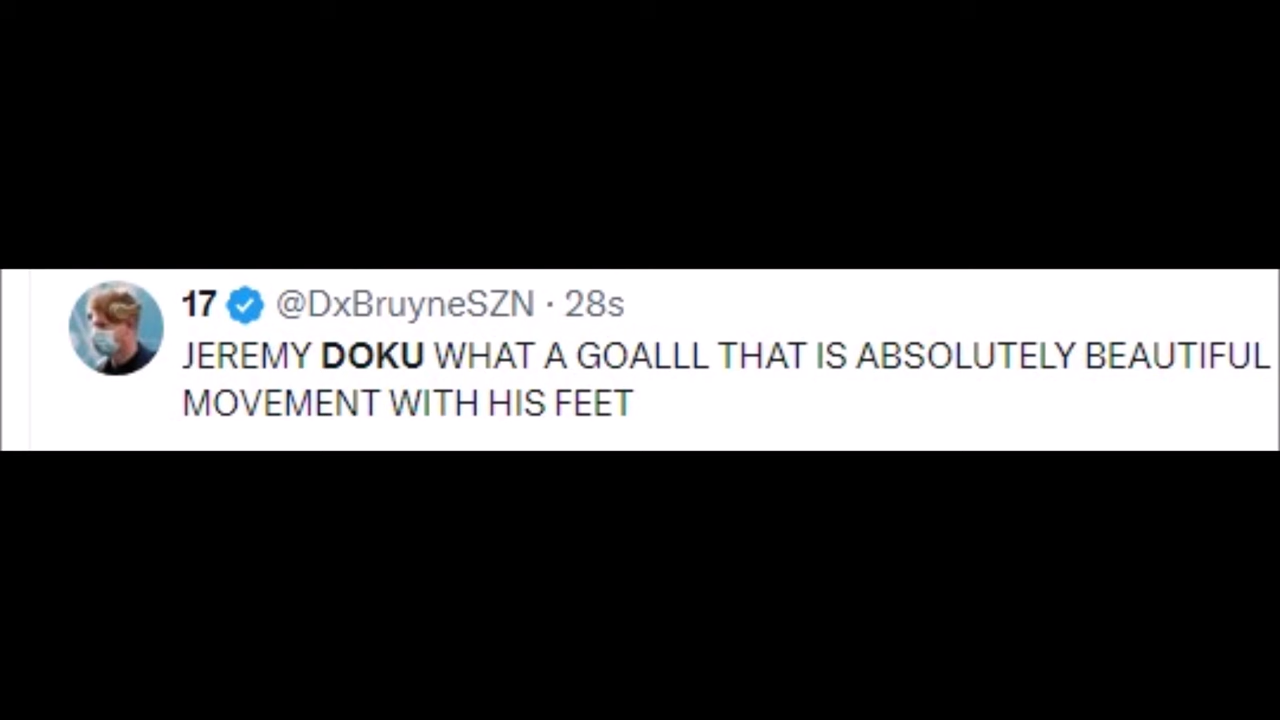 17 @DxBruyneSZN · 28s
JEREMY DOKU WHAT A GOALLL THAT IS ABSOLUTELY BEAUTIFUL
MOVEMENT WITH HIS FEET